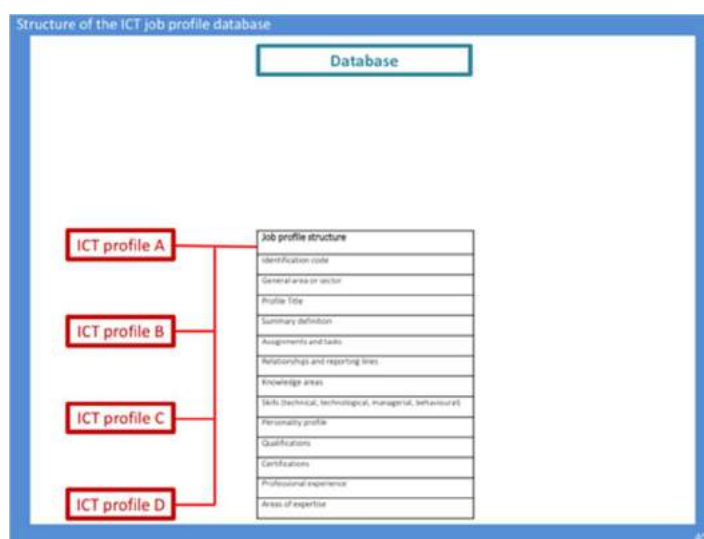 Structure of the ICT job profile database
Database
ICT profile A
ICT profile B
ICT profile C
ICT profile D
Job profile structure
Identification code
General area or sector
Profile Title
Summary definition
Assignments and tasks
Relationships and reporting lines
Knowledge areas
Skills (technical, technological, managerial, behavioural)
Personality profile
Qualifications
Certifications
Professional experience
Areas of expertise